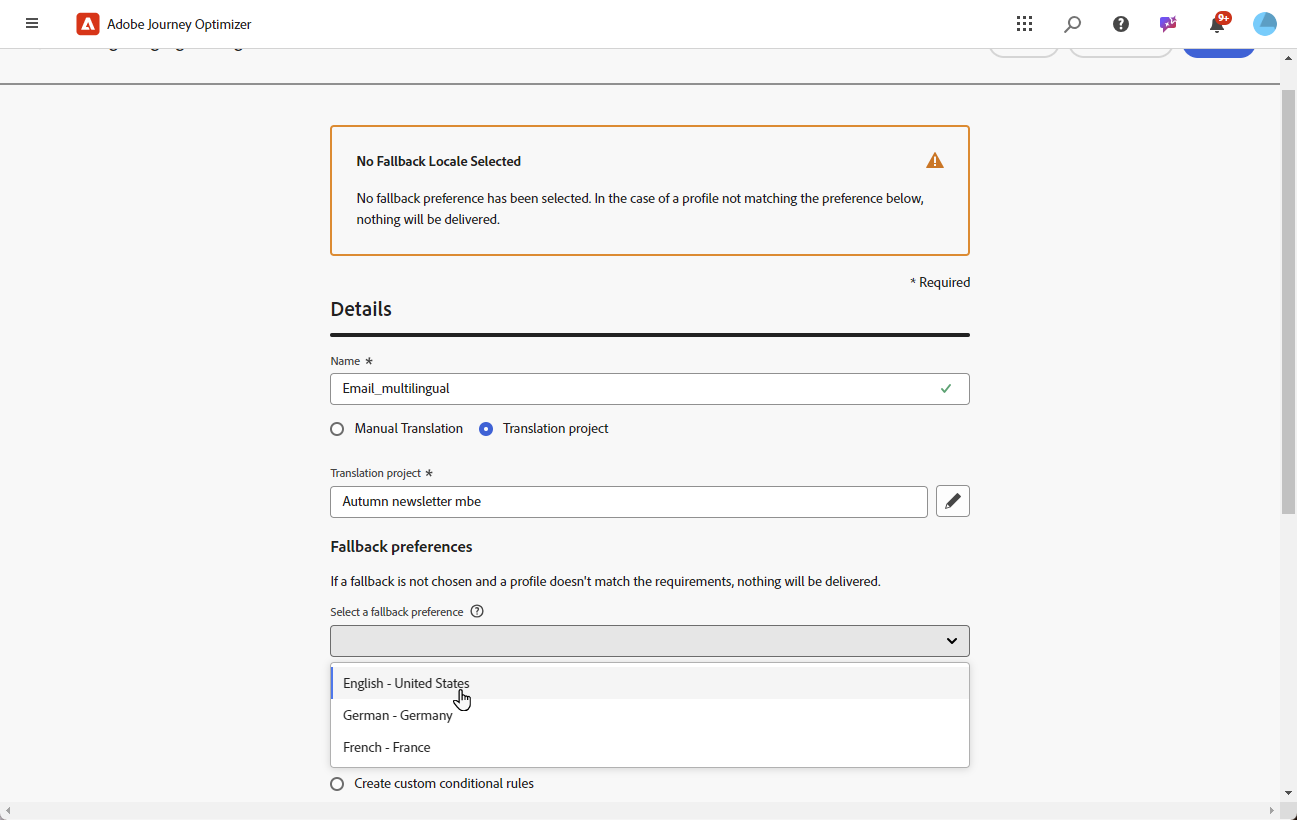 Adobe Journey Optimizer
9+
No Fallback Locale Selected
No fallback preference has been selected. In the case of a profile not matching the preference below,
nothing will be delivered.
* Required
Details
Name *
Email_multilingual
Manual Translation
Translation project
Translation project *
Autumn newsletter mbe
Fallback preferences
If a fallback is not chosen and a profile doesn't match the requirements, nothing will be delivered.
Select a fallback preference
English - United States
German - Germany
French - France
Create custom conditional rules